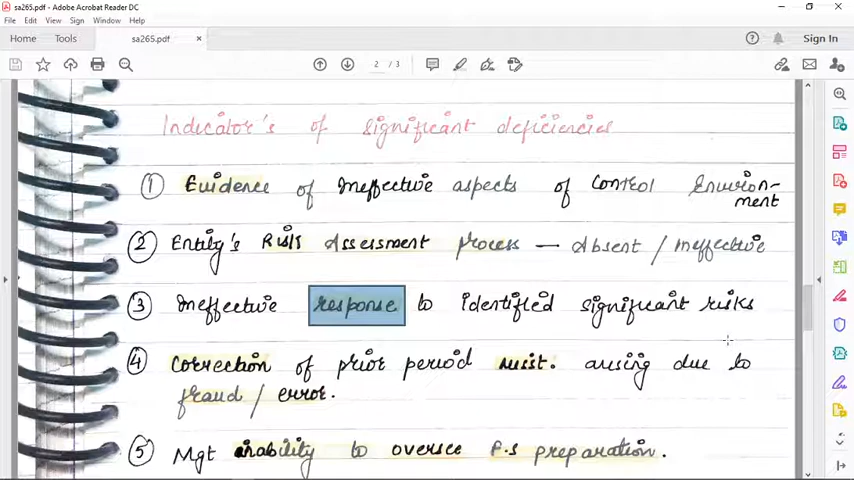 sa265.pdf - Adobe Acrobat Reader DC
File Edit View Sign Window Help
Home Tools sa265.pdf × Sign In
2 / 3
Indicator's of significant deficiencies
① Evidence of Ineffective aspects of Control Environ-
ment
② Entity's Risk Assessment process — Absent / Ineffective
③ Ineffective response to identified significant risks
④ Correction of prior period misst. arising due to
fraud / error.
⑤ Mgt inability to oversee F.S preparation.